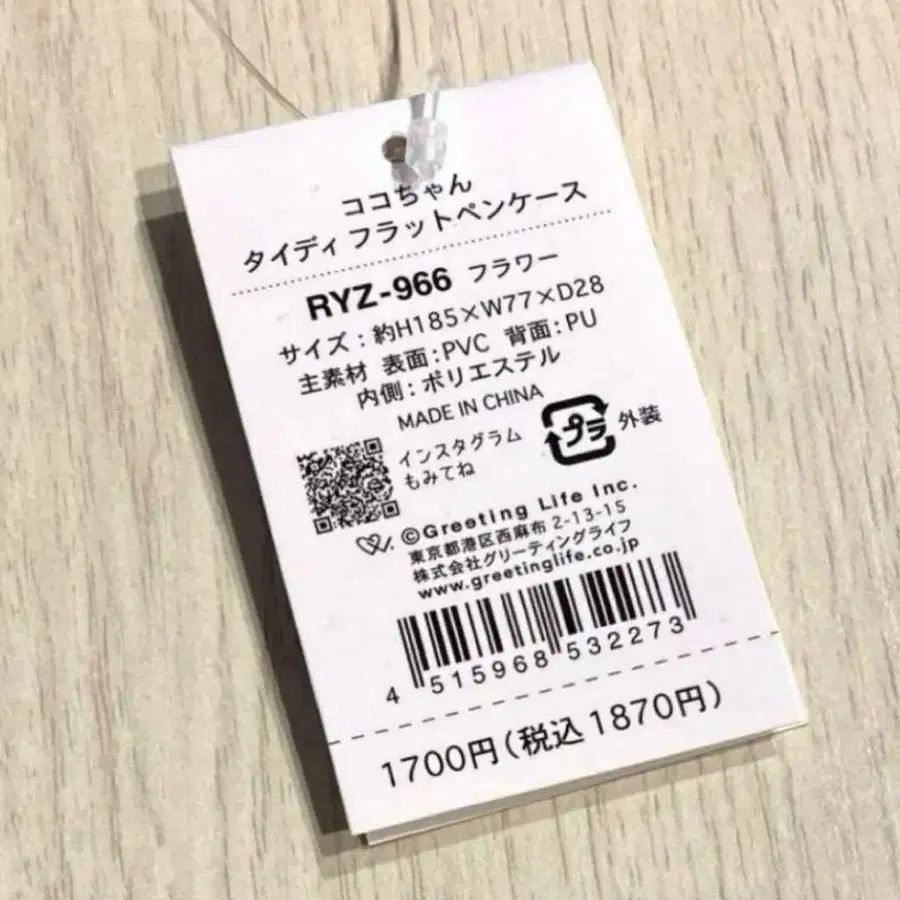 ココちゃん
タイディ フラットペンケース
RYZ-966 フラワー
サイズ:約H185×W77×D28
主素材 表面:PVC 背面:PU
内側:ポリエステル
MADE IN CHINA
インスタグラム
もみてね
プラ 外装
©Greeting Life Inc.
東京都港区西麻布 2-13-15
株式会社グリーティングライフ
www.greetinglife.co.jp
4 515968 532273
1700円(税込1870円)